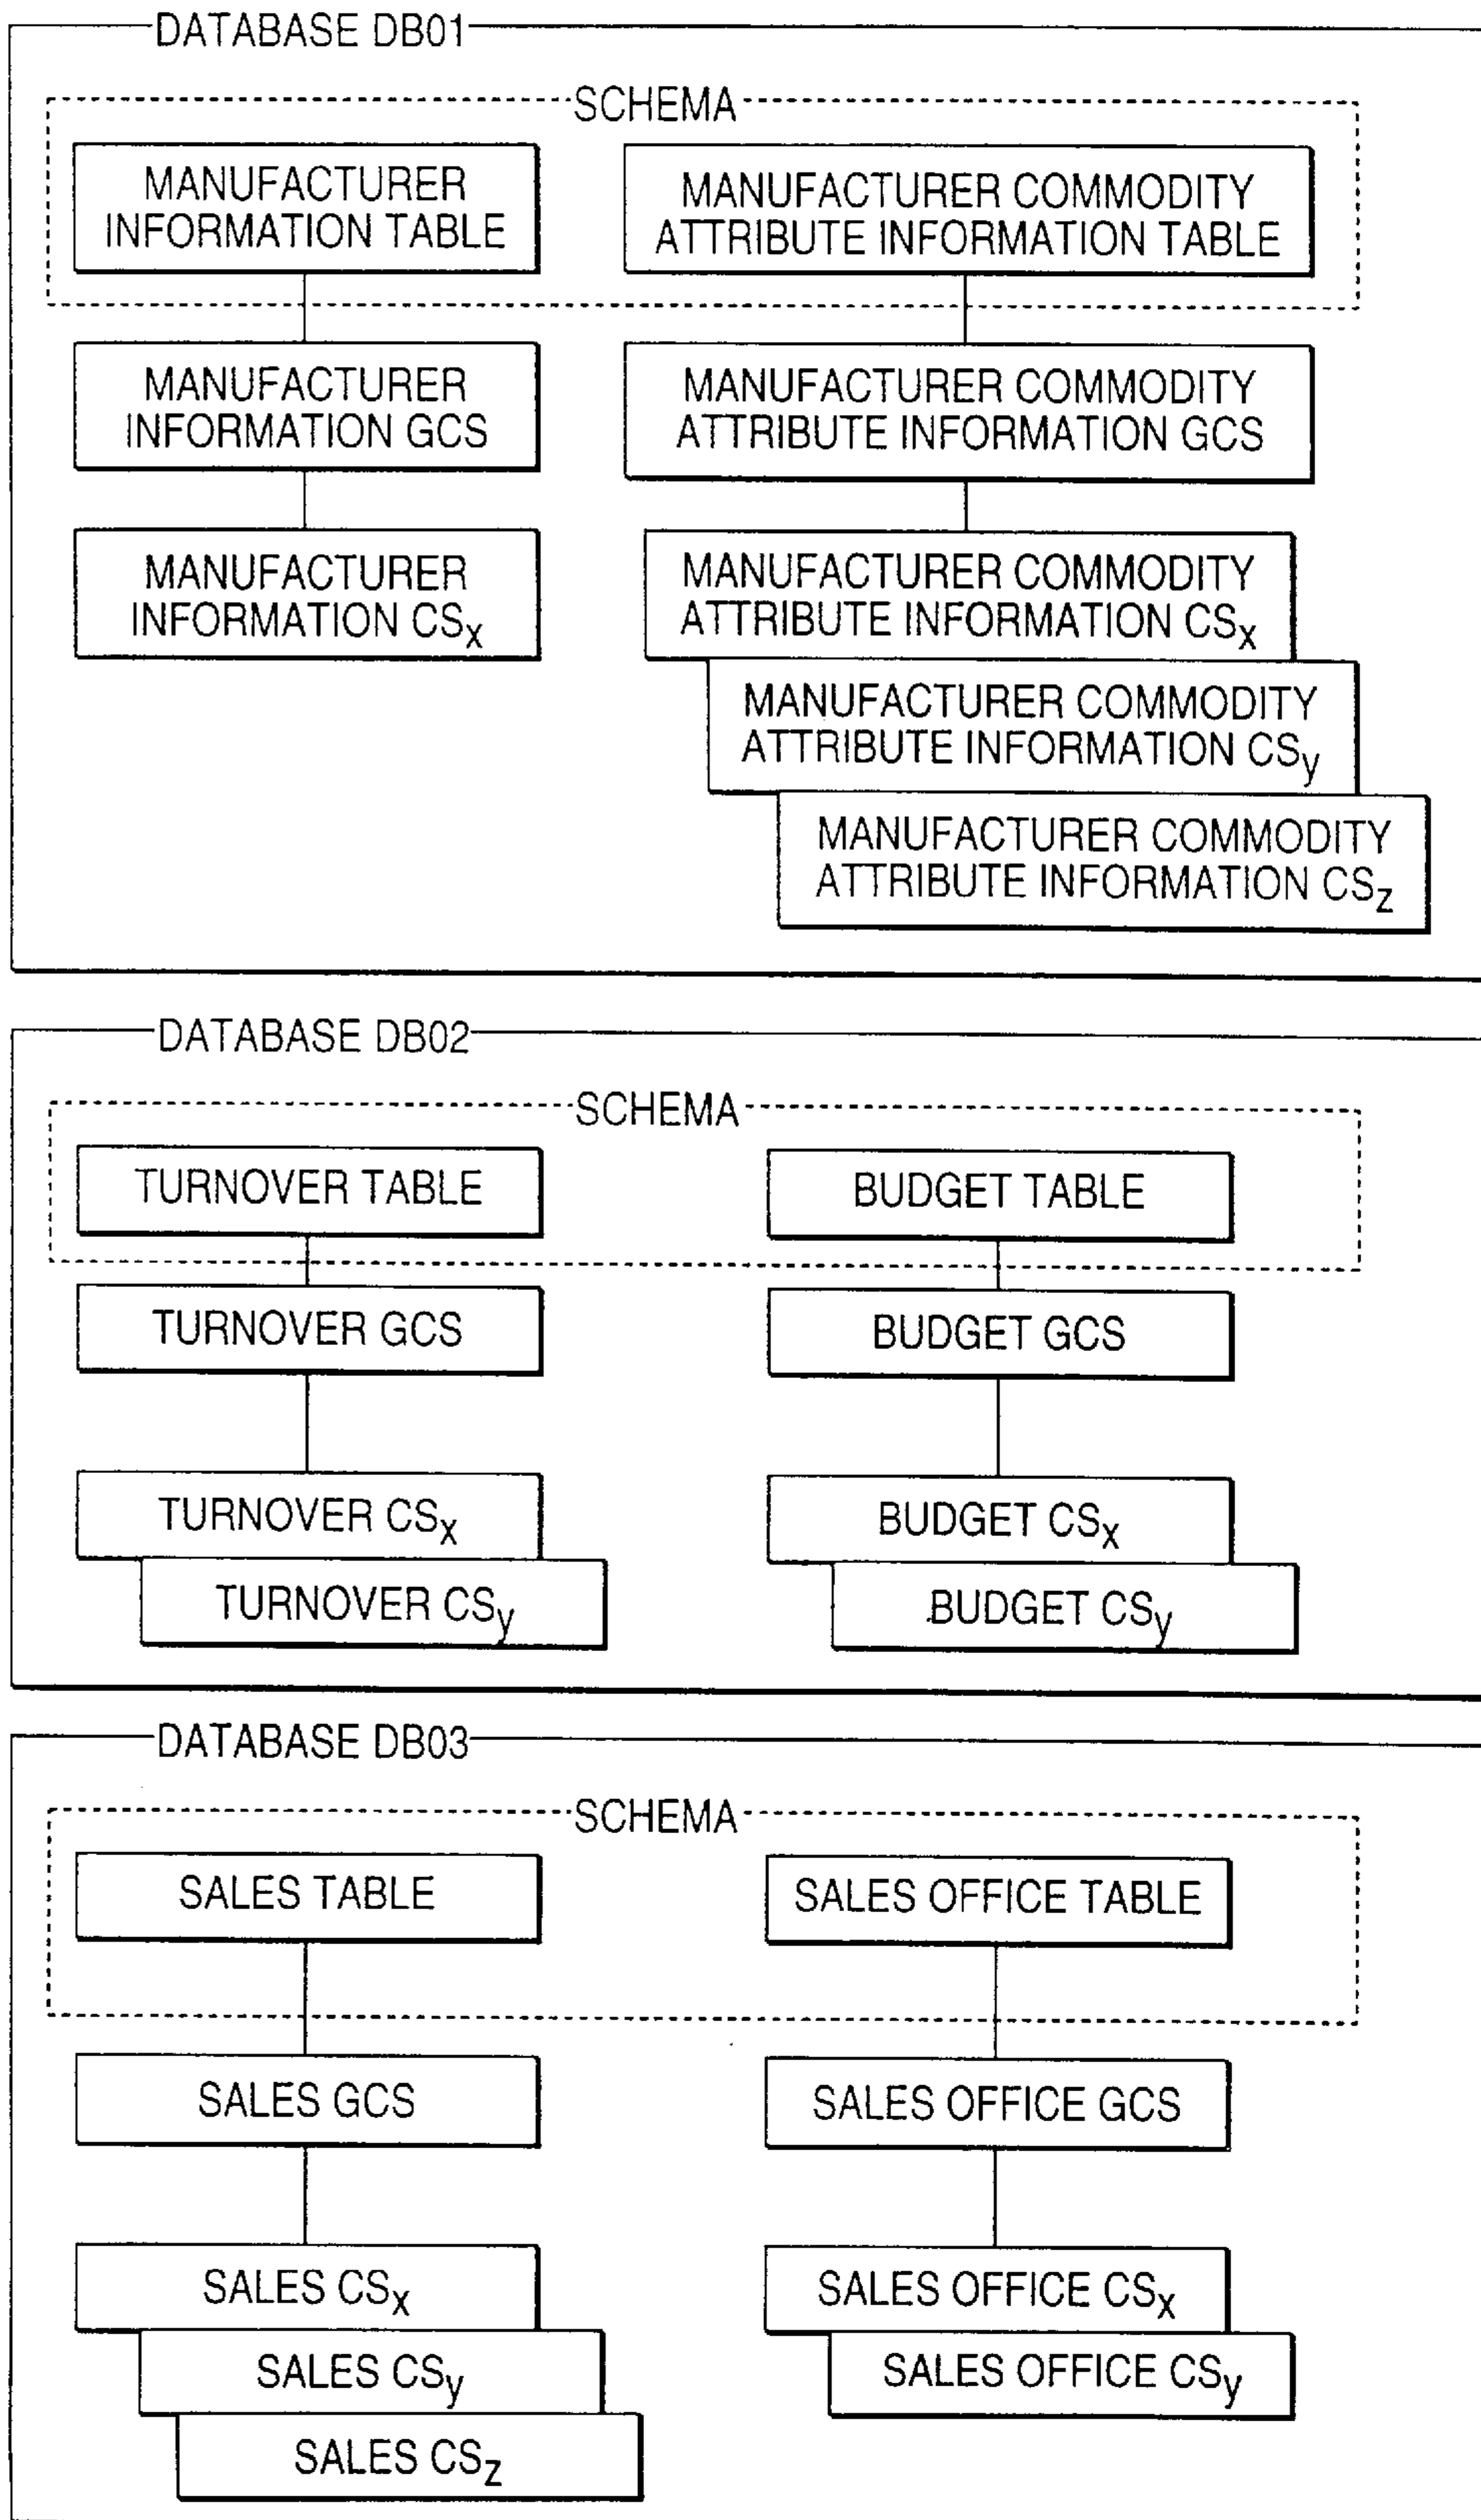 DATABASE DB01
SCHEMA
MANUFACTURER
INFORMATION TABLE
MANUFACTURER COMMODITY
ATTRIBUTE INFORMATION TABLE
MANUFACTURER
INFORMATION GCS
MANUFACTURER COMMODITY
ATTRIBUTE INFORMATION GCS
MANUFACTURER
INFORMATION CSx
MANUFACTURER COMMODITY
ATTRIBUTE INFORMATION CSx
MANUFACTURER COMMODITY
ATTRIBUTE INFORMATION CSy
MANUFACTURER COMMODITY
ATTRIBUTE INFORMATION CSz
DATABASE DB02
SCHEMA
TURNOVER TABLE
BUDGET TABLE
TURNOVER GCS
BUDGET GCS
TURNOVER CSx
BUDGET CSx
TURNOVER CSy
BUDGET CSy
DATABASE DB03
SCHEMA
SALES TABLE
SALES OFFICE TABLE
SALES GCS
SALES OFFICE GCS
SALES CSx
SALES OFFICE CSx
SALES CSy
SALES OFFICE CSy
SALES CSz